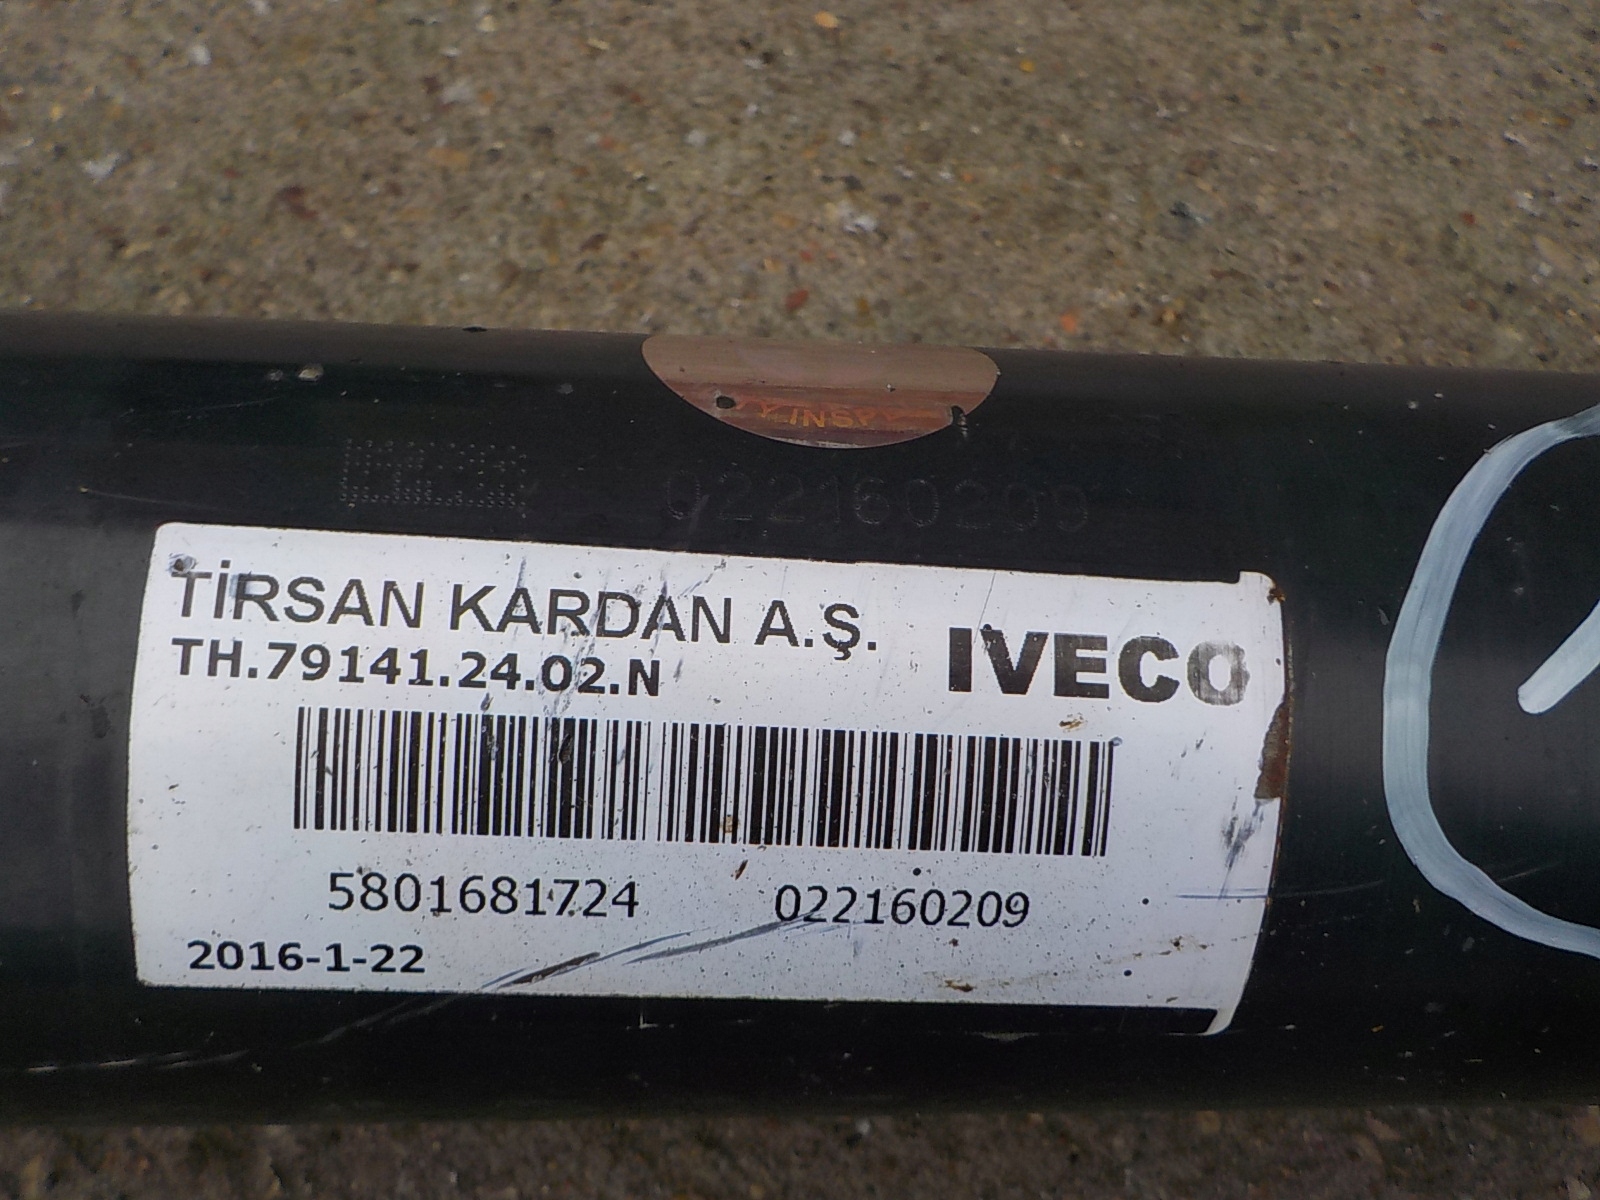 022160209
TİRSAN KARDAN A.Ş.
TH.79141.24.02.N
IVECO
5801681724 022160209
2016-1-22